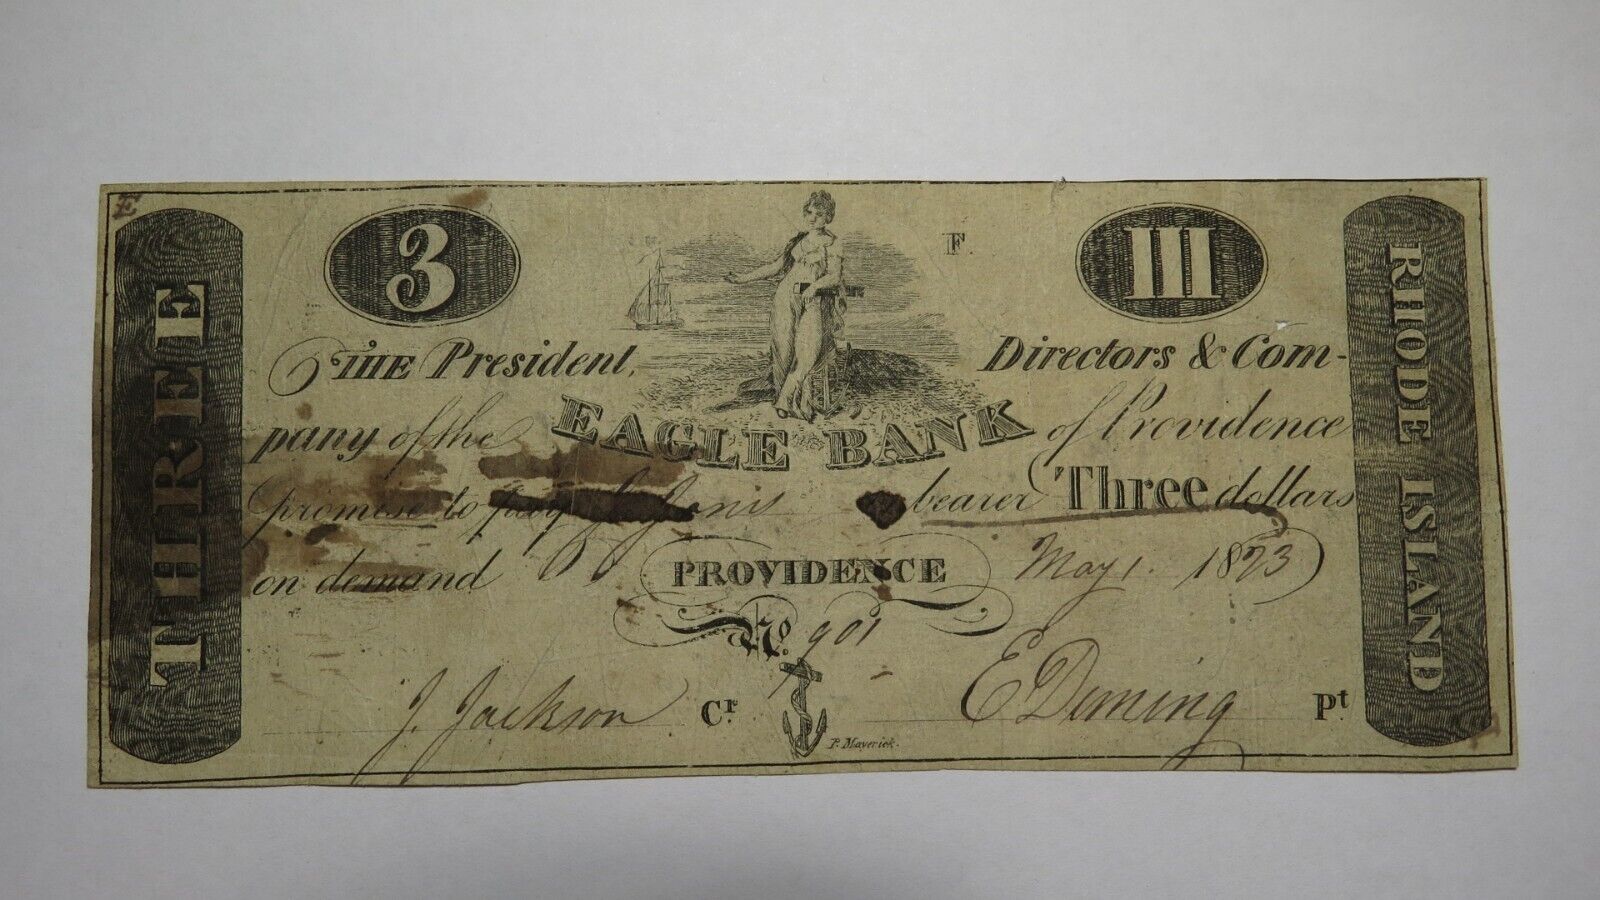 E
3
F.
III
THREE
RHODE ISLAND
THE President, Directors & Com-
pany of the EAGLE BANK of Providence
promise to pay bearer Three dollars
on demand PROVIDENCE May 1. 1823
No. 901
J. Jackson Cr. E Deming Pt
P. Maverick.